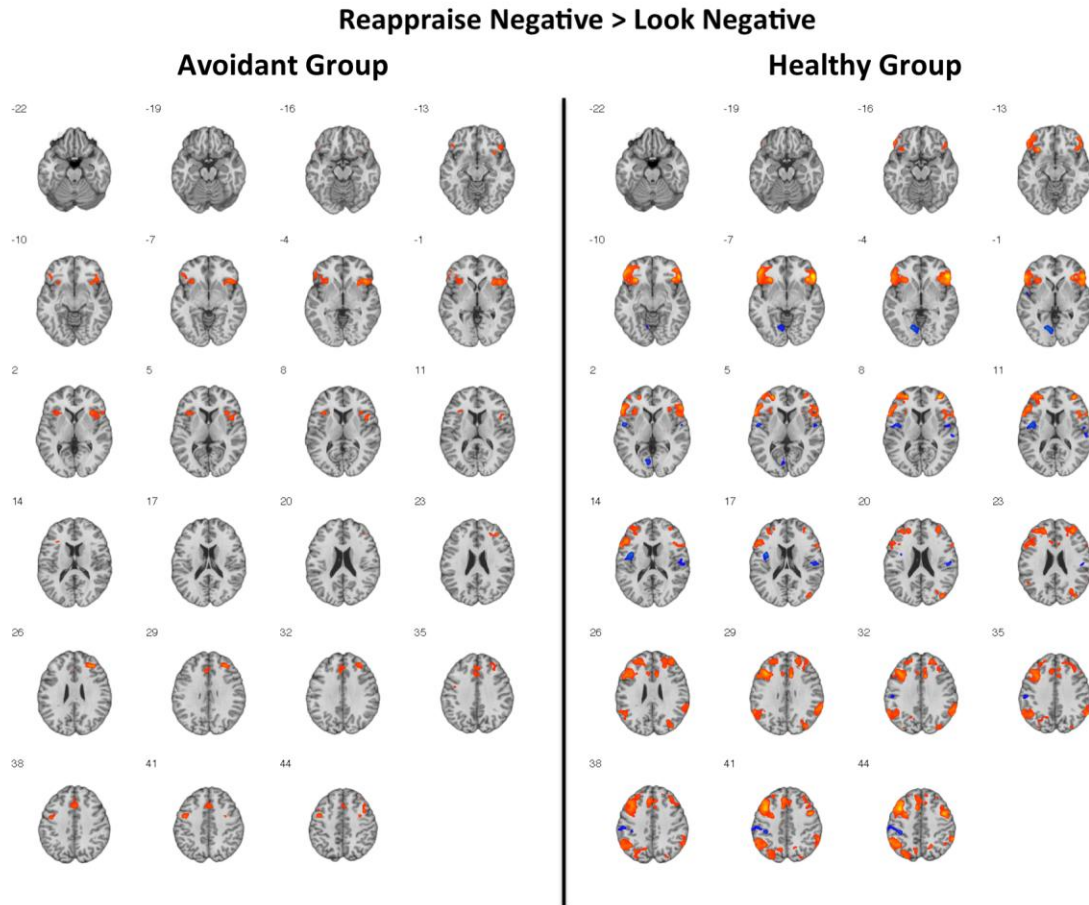 Reappraise Negative > Look Negative
Avoidant Group
Healthy Group
-22 -19 -16 -13
-10 -7 -4 -1
2 5 8 11
14 17 20 23
26 29 32 35
38 41 44
-22 -19 -16 -13
-10 -7 -4 -1
2 5 8 11
14 17 20 23
26 29 32 35
38 41 44